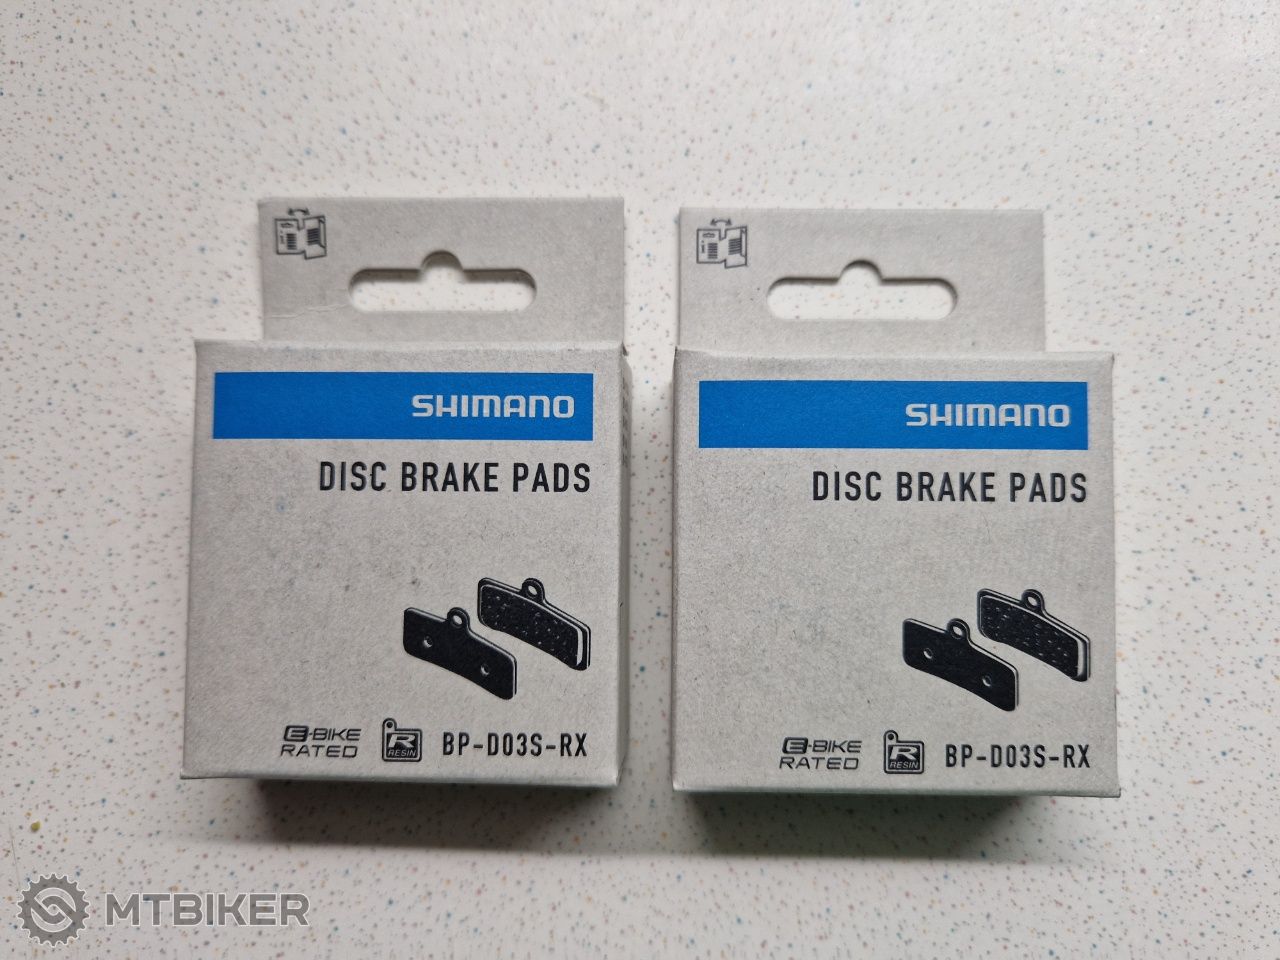 SHIMANO
DISC BRAKE PADS
E-BIKE
RATED
R
RESIN
BP-D03S-RX
SHIMANO
DISC BRAKE PADS
E-BIKE
RATED
R
RESIN
BP-D03S-RX
MTBIKER